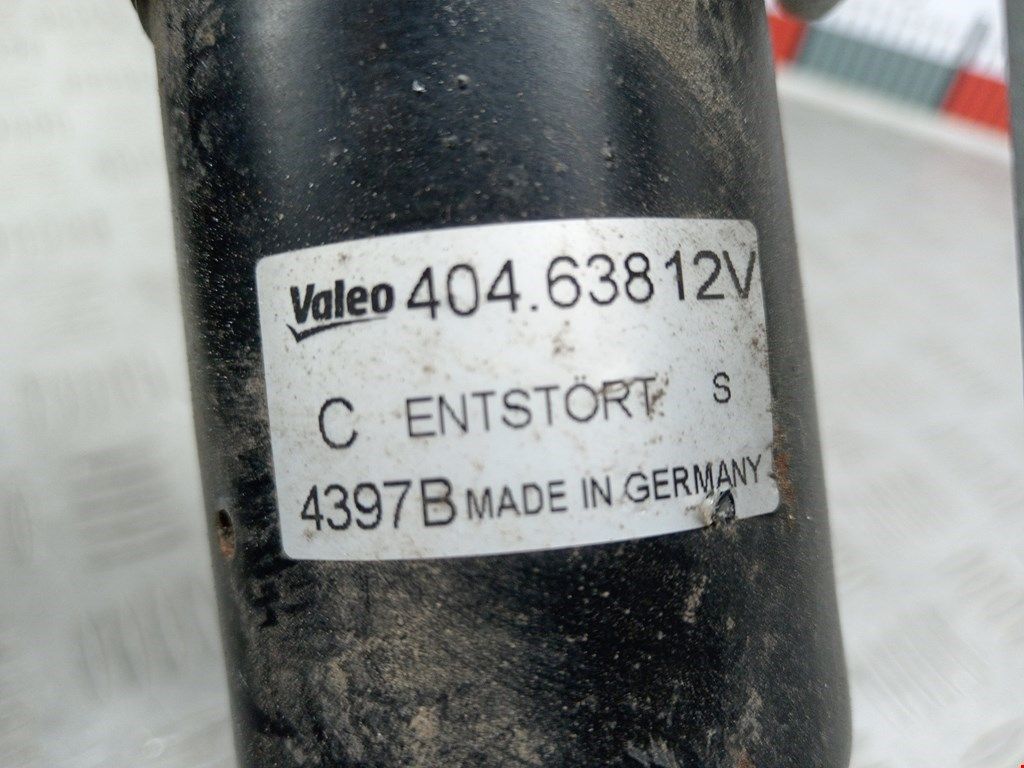 Valeo 404.638 12V
C ENTSTÖRT S
4397B MADE IN GERMANY